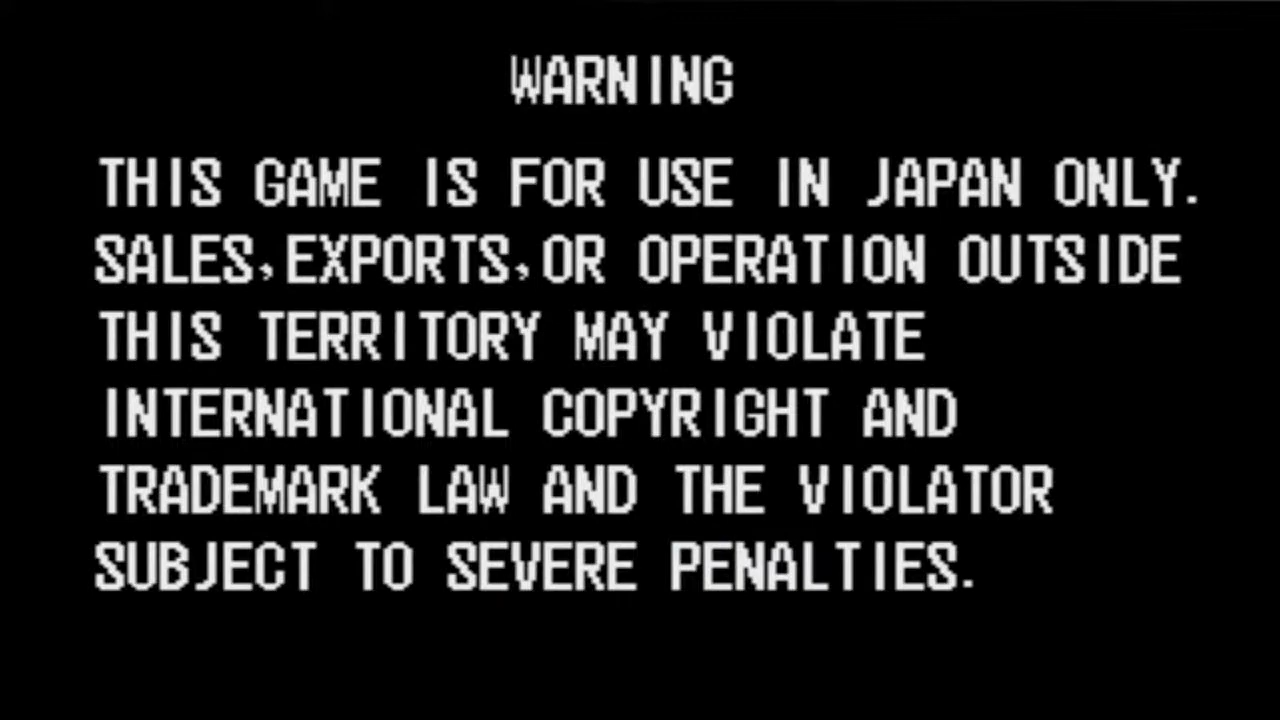 WARNING
THIS GAME IS FOR USE IN JAPAN ONLY.
SALES,EXPORTS,OR OPERATION OUTSIDE
THIS TERRITORY MAY VIOLATE
INTERNATIONAL COPYRIGHT AND
TRADEMARK LAW AND THE VIOLATOR
SUBJECT TO SEVERE PENALTIES.